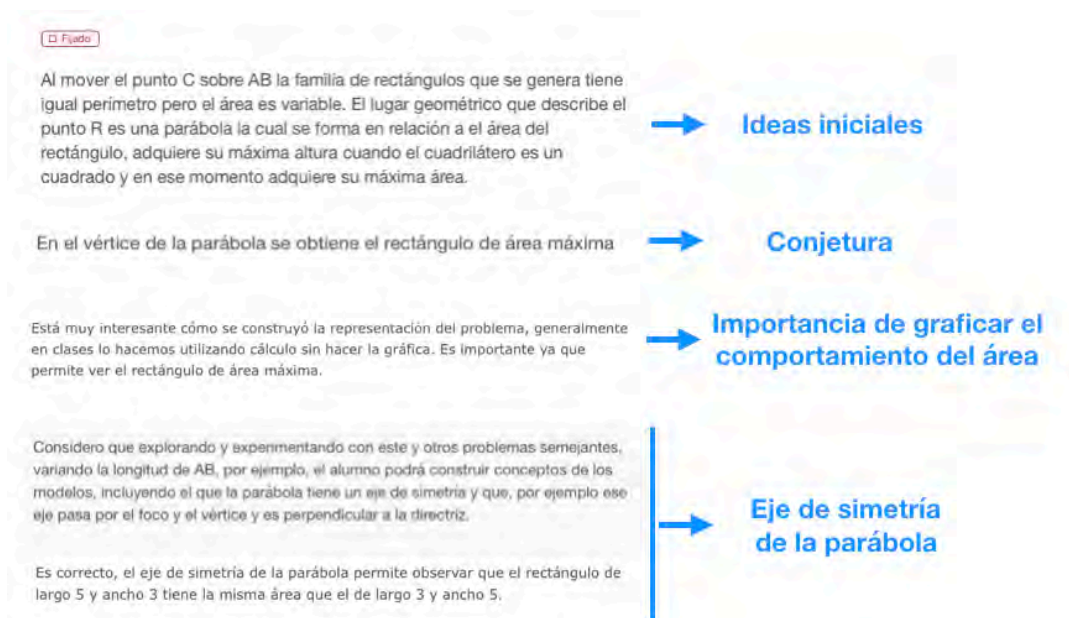 Fijado
Al mover el punto C sobre AB la familia de rectángulos que se genera tiene
igual perímetro pero el área es variable. El lugar geométrico que describe el
punto R es una parábola la cual se forma en relación a el área del
rectángulo, adquiere su máxima altura cuando el cuadrilátero es un
cuadrado y en ese momento adquiere su máxima área.
Ideas iniciales
En el vértice de la parábola se obtiene el rectángulo de área máxima
Conjetura
Está muy interesante cómo se construyó la representación del problema, generalmente
en clases lo hacemos utilizando cálculo sin hacer la gráfica. Es importante ya que
permite ver el rectángulo de área máxima.
Importancia de graficar el
comportamiento del área
Considero que explorando y experimentando con este y otros problemas semejantes,
variando la longitud de AB, por ejemplo, el alumno podrá construir conceptos de los
modelos, incluyendo el que la parábola tiene un eje de simetría y que, por ejemplo ese
eje pasa por el foco y el vértice y es perpendicular a la directriz.
Es correcto, el eje de simetría de la parábola permite observar que el rectángulo de
largo 5 y ancho 3 tiene la misma área que el de largo 3 y ancho 5.
Eje de simetría
de la parábola